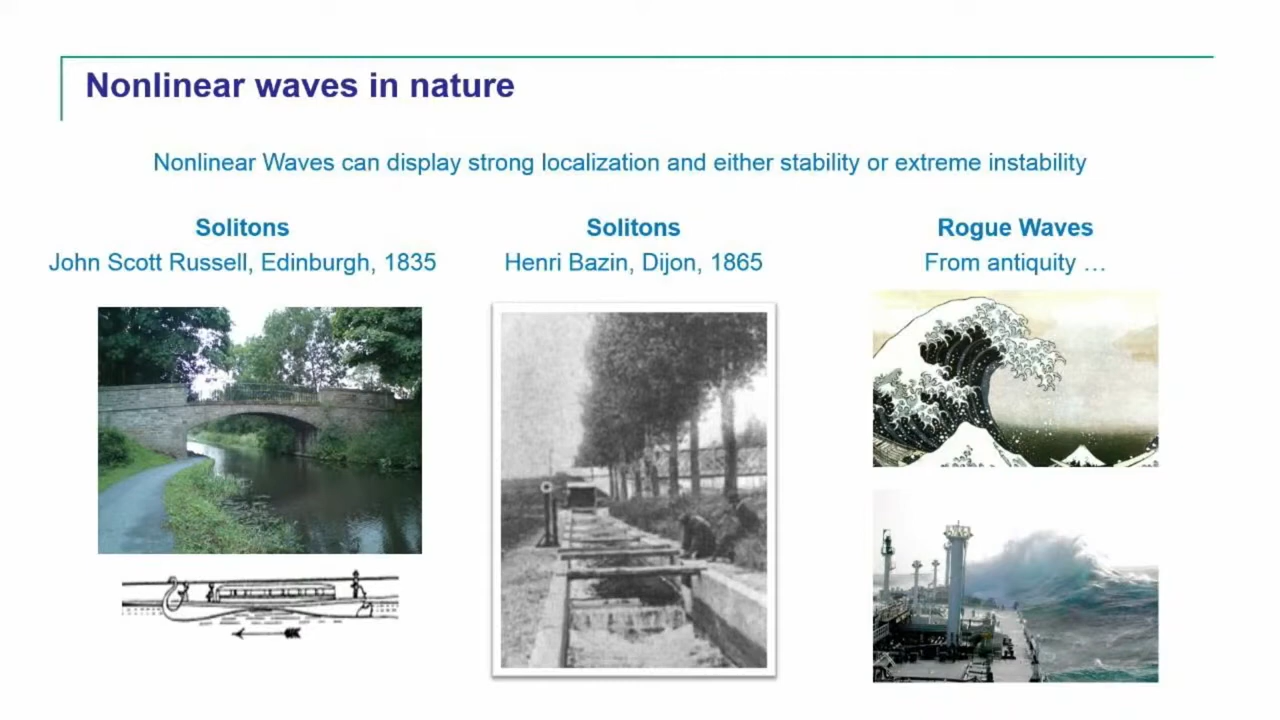 Nonlinear waves in nature
Nonlinear Waves can display strong localization and either stability or extreme instability
Solitons
John Scott Russell, Edinburgh, 1835
Solitons
Henri Bazin, Dijon, 1865
Rogue Waves
From antiquity …